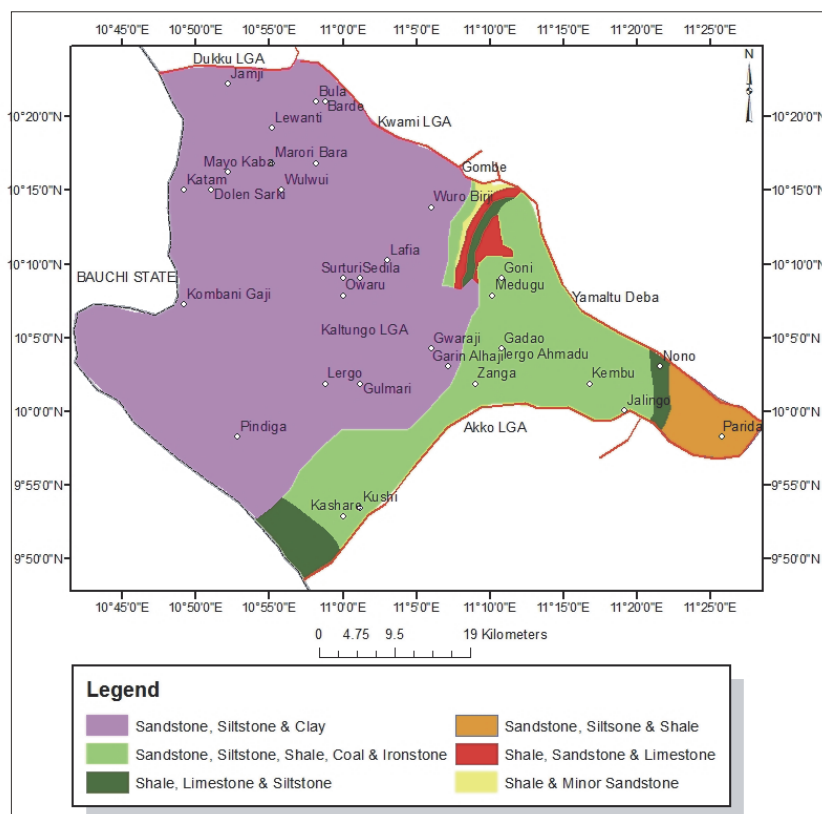 10°45'0"E 10°50'0"E 10°55'0"E 11°0'0"E 11°5'0"E 11°10'0"E 11°15'0"E 11°20'0"E 11°25'0"E
N
Dukku LGA
Jamji
Bula
Barde
10°20'0"N 10°20'0"N
Lewanti
Kwami LGA
Marori Bara
Mayo Kaba
Gombe
Katam
Wulwui
10°15'0"N 10°15'0"N
Dolen Sarki
Wuro Birji
Lafia
10°10'0"N 10°10'0"N
Surturi Sedila
Goni
BAUCHI STATE
Owaru
Medugu
Kombani Gaji
Yamaltu Deba
10°5'0"N 10°5'0"N
Kaltungo LGA
Gwaraji
Gadao
Garin Alhaji
lergo Ahmadu
Nono
Lergo
Gulmari
Zanga
Kembu
10°0'0"N 10°0'0"N
Jalingo
Pindiga
Akko LGA
Parida
9°55'0"N 9°55'0"N
Kashare
Kushi
9°50'0"N 9°50'0"N
10°45'0"E 10°50'0"E 10°55'0"E 11°0'0"E 11°5'0"E 11°10'0"E 11°15'0"E 11°20'0"E 11°25'0"E
0 4.75 9.5 19 Kilometers
Legend
Sandstone, Siltstone & Clay
Sandstone, Siltstone, Shale, Coal & Ironstone
Shale, Limestone & Siltstone
Sandstone, Siltsone & Shale
Shale, Sandstone & Limestone
Shale & Minor Sandstone